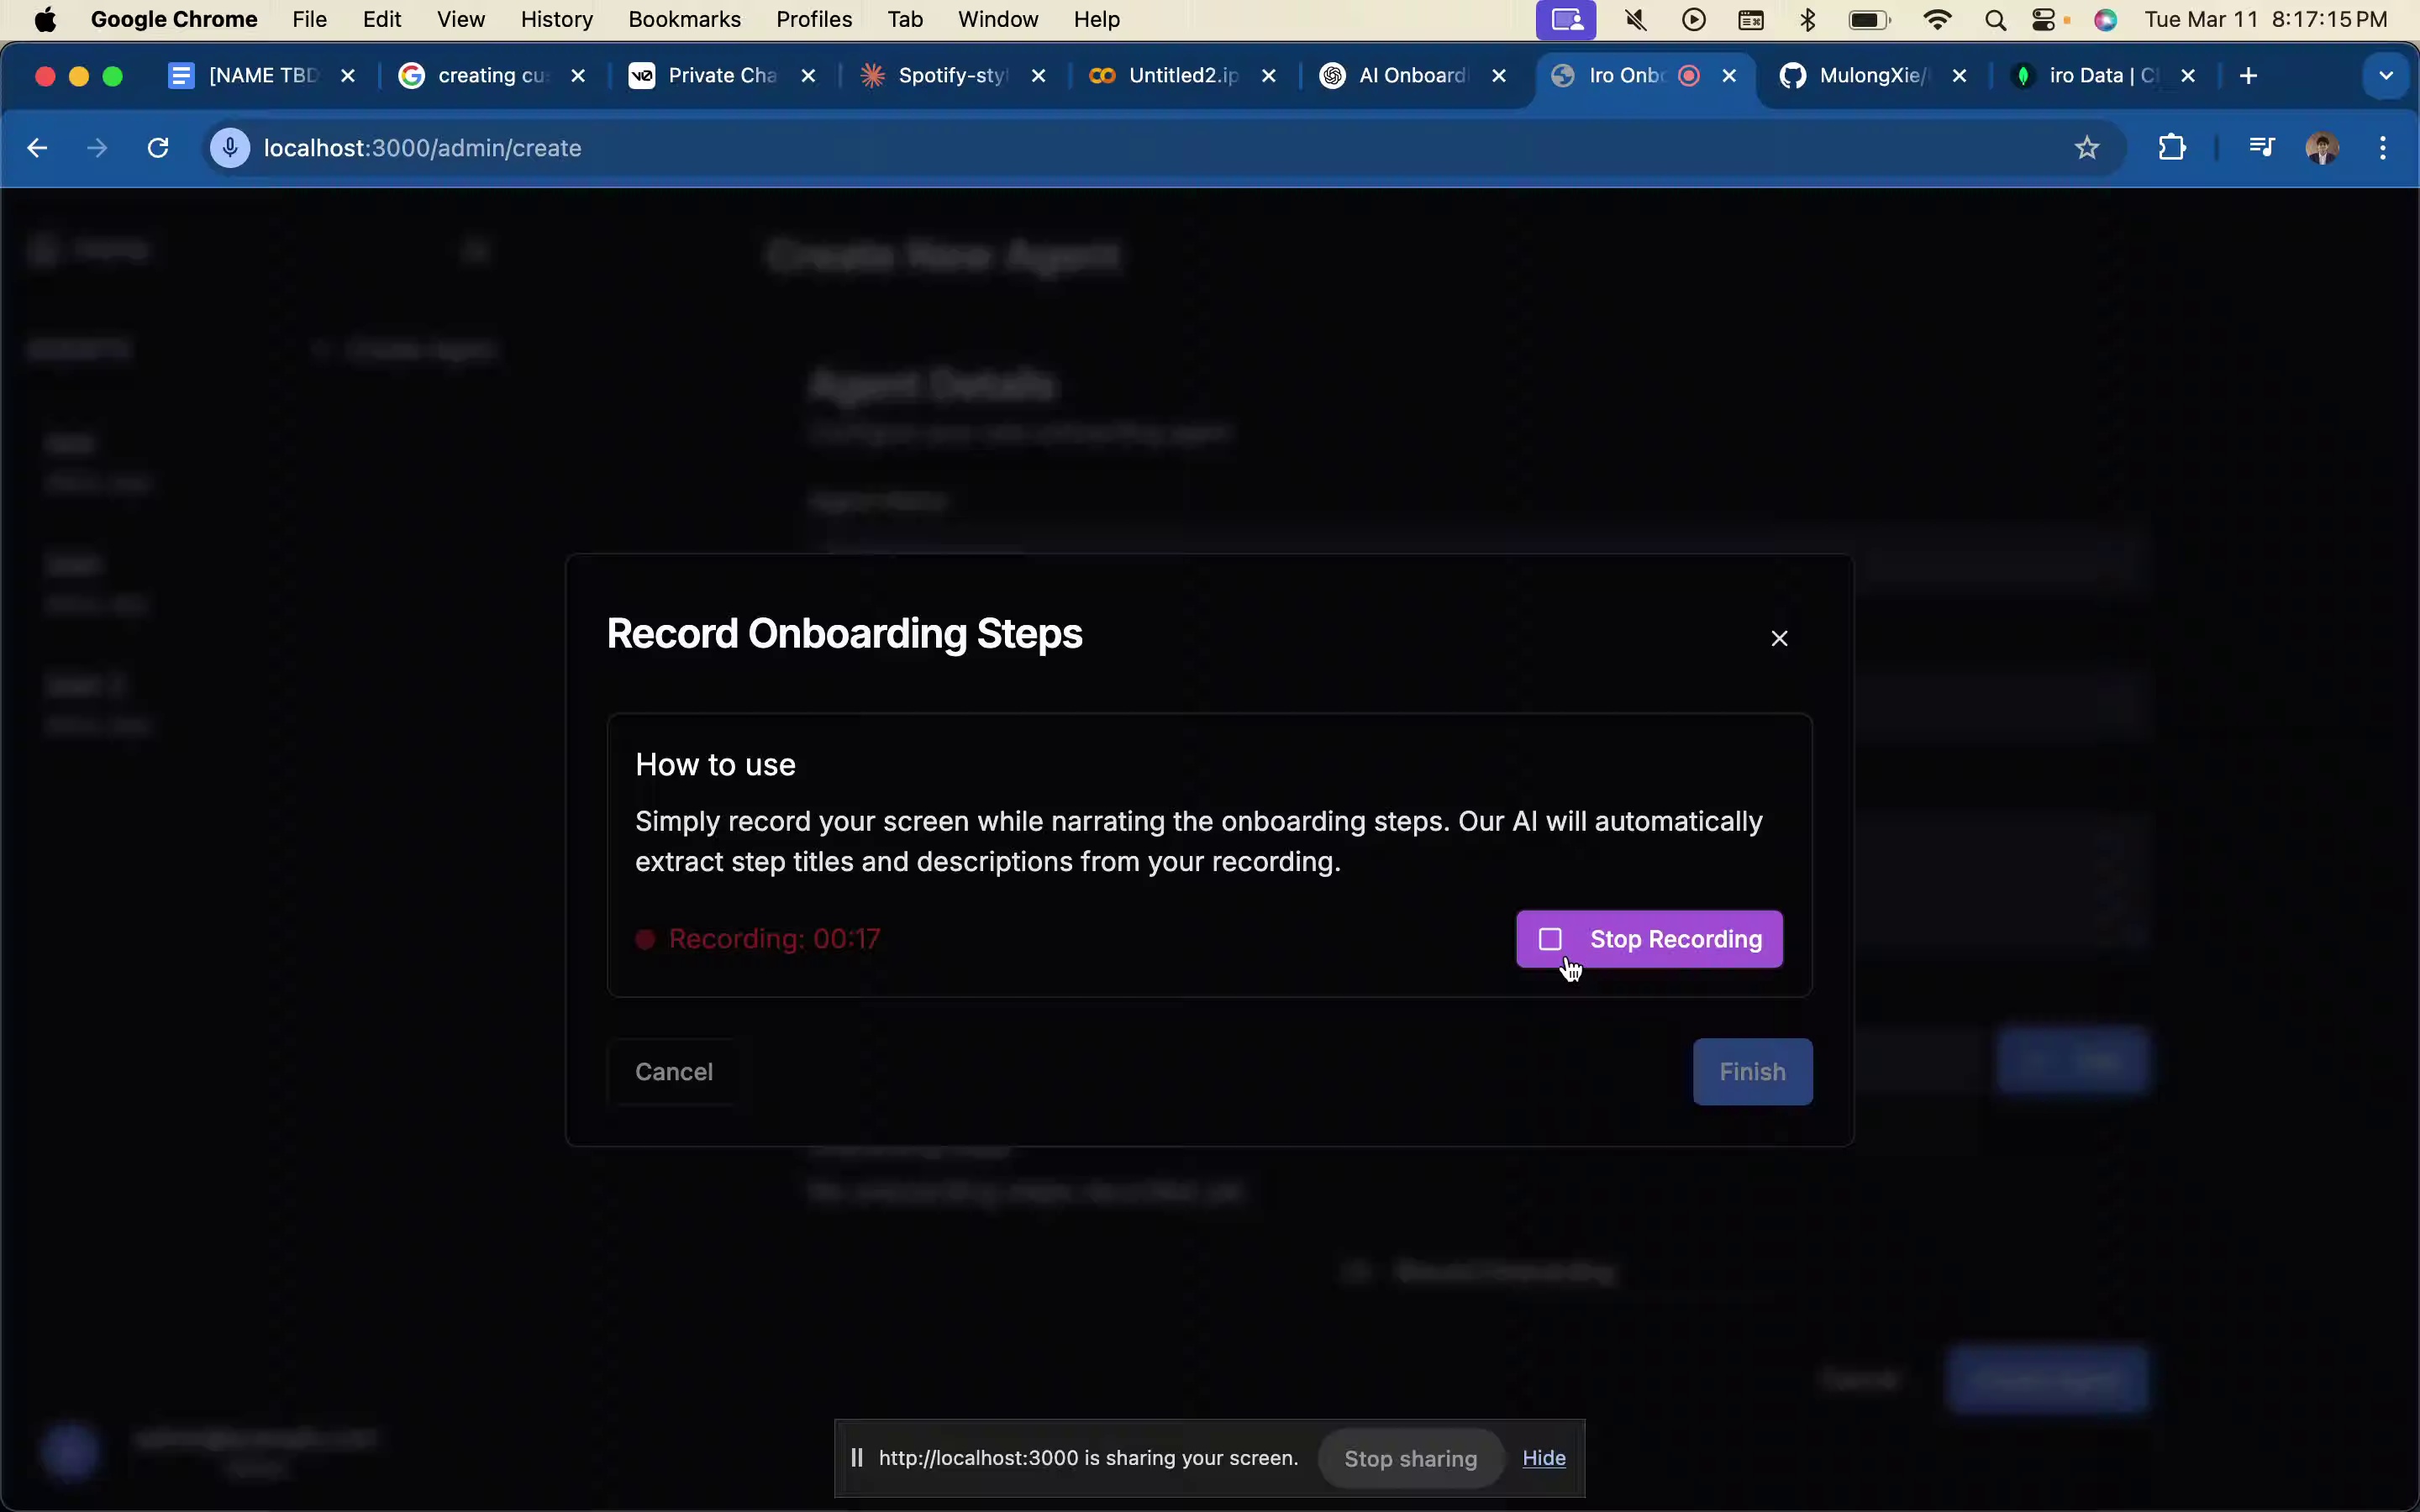 Google Chrome File Edit View History Bookmarks Profiles Tab Window Help Tue Mar 11 8:17:15 PM
[NAME TBD creating cu Private Cha Spotify-sty Untitled2.ip AI Onboard Iro Onb MulongXie/ iro Data | Cl
localhost:3000/admin/create
Create New Agent
Agent Details
Record Onboarding Steps
How to use
Simply record your screen while narrating the onboarding steps. Our AI will automatically
extract step titles and descriptions from your recording.
Recording: 00:17
Stop Recording
Cancel
Finish
http://localhost:3000 is sharing your screen. Stop sharing Hide